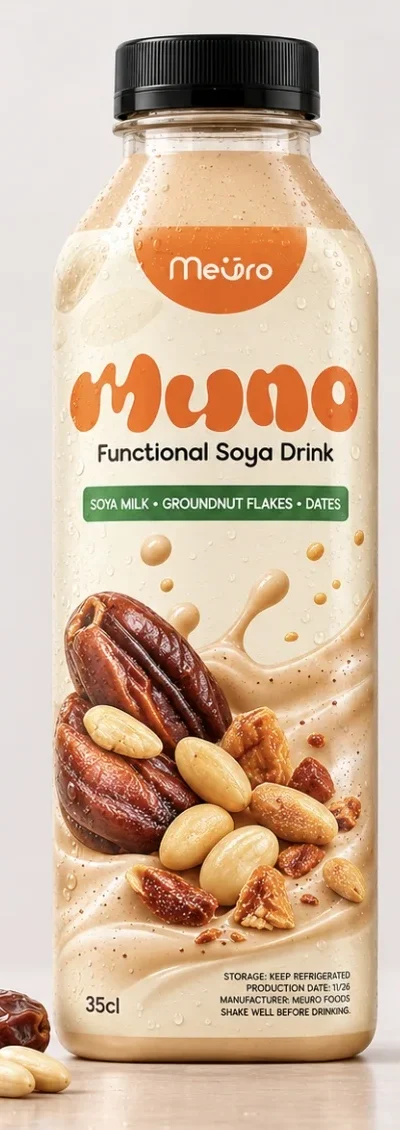 Meüro
Muno
Functional Soya Drink
SOYA MILK • GROUNDNUT FLAKES • DATES
35cl
STORAGE: KEEP REFRIGERATED
PRODUCTION DATE: 11/26
MANUFACTURER: MEURO FOODS
SHAKE WELL BEFORE DRINKING.